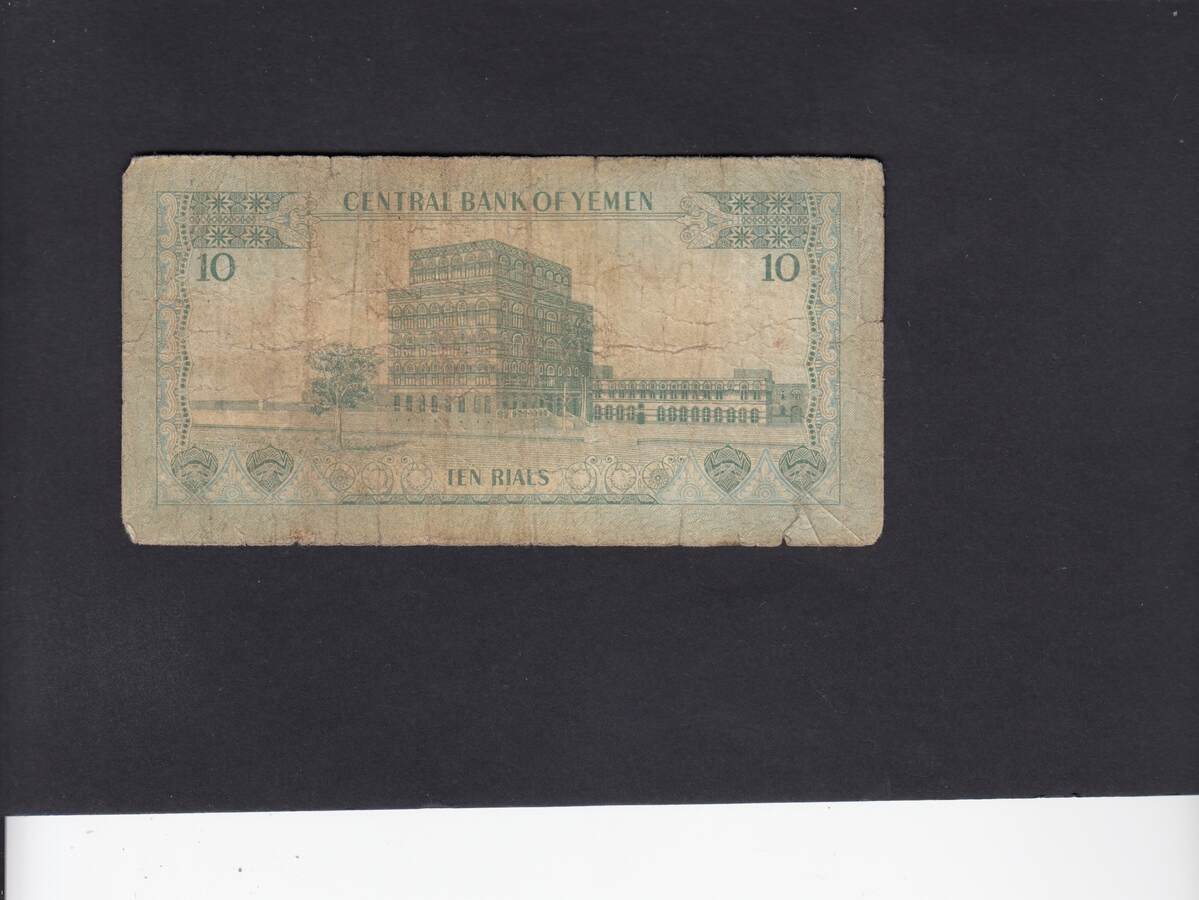 CENTRAL BANK OF YEMEN
10 10
TEN RIALS